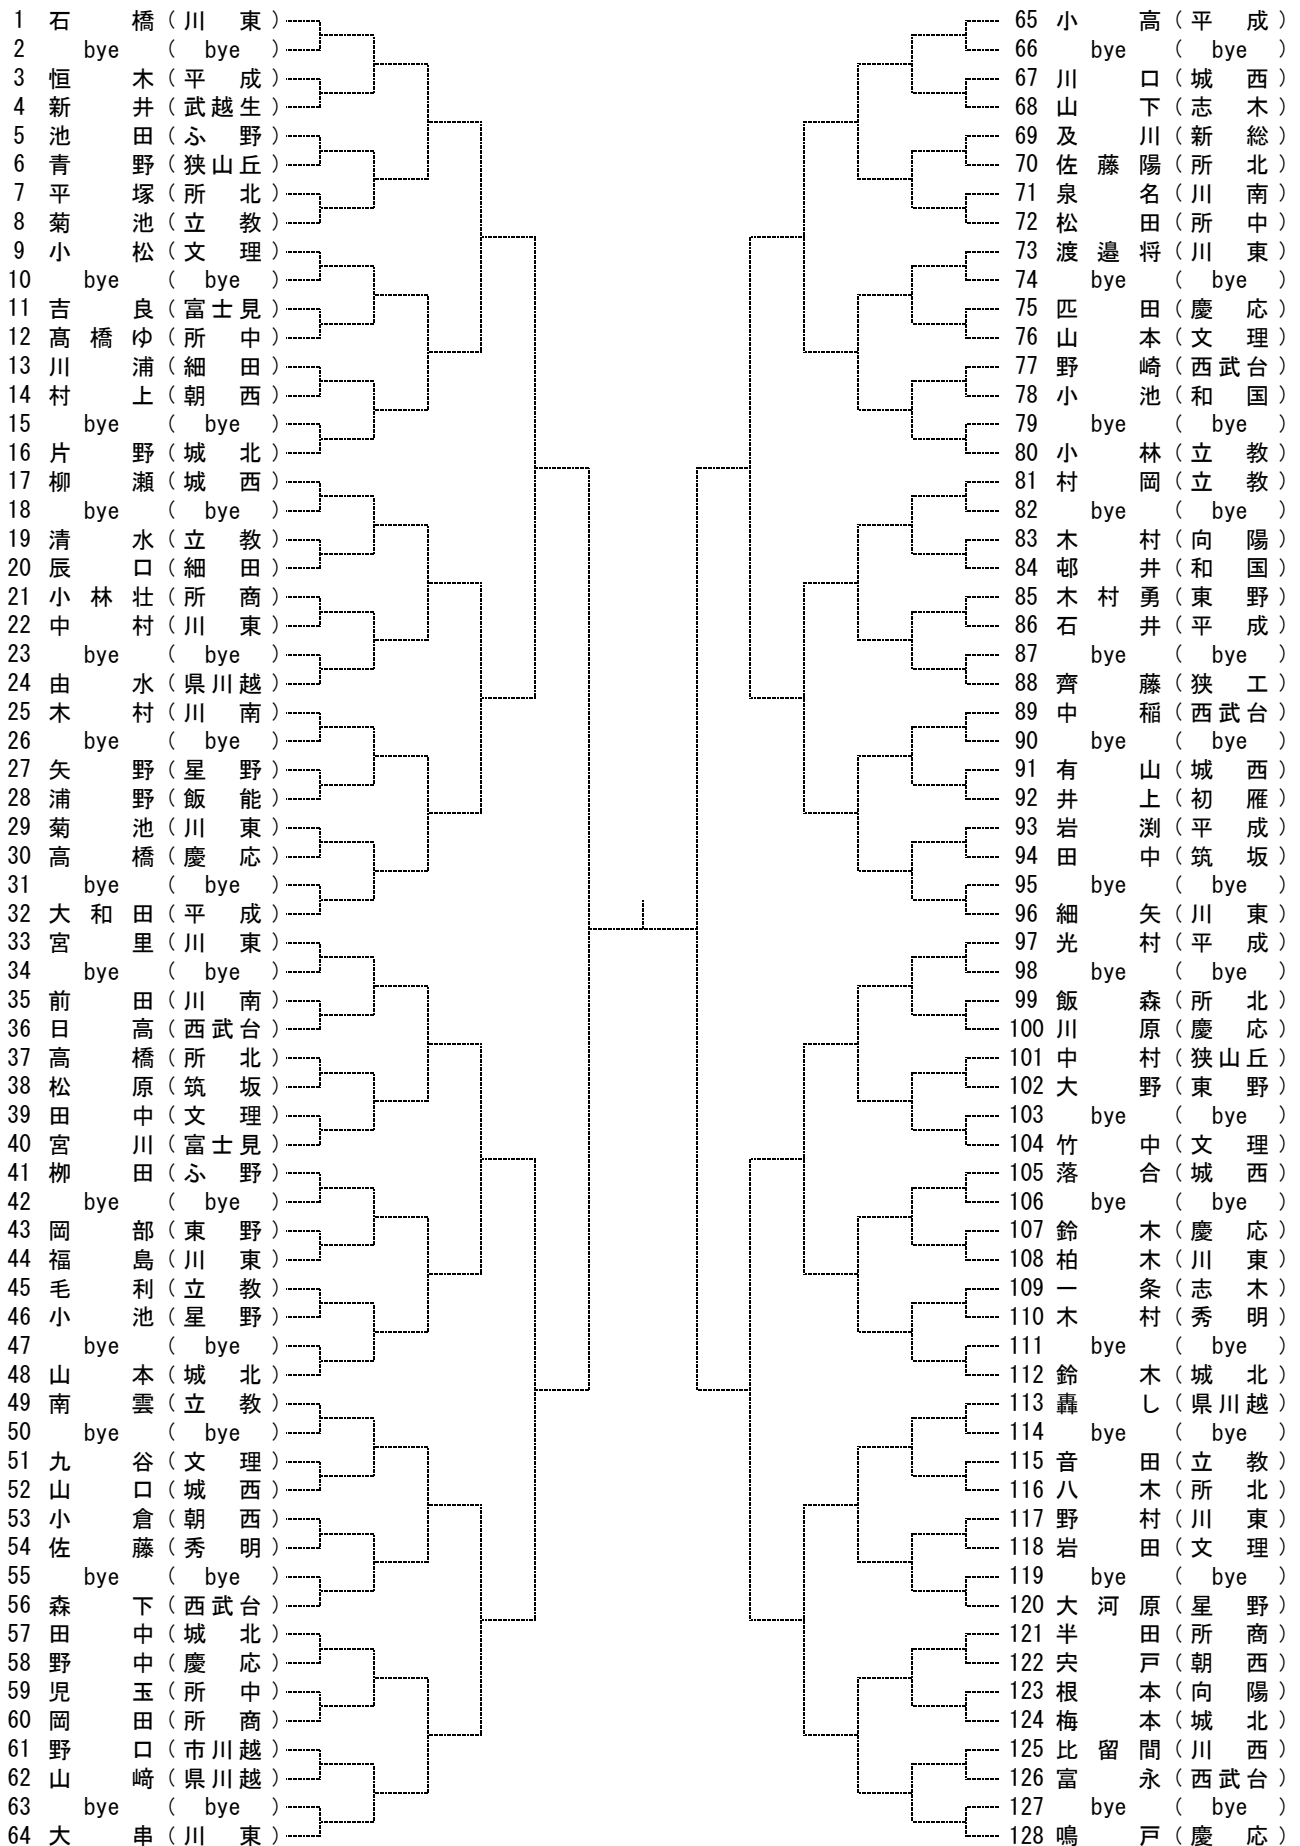 1 石橋(川東)
2 bye (bye)
3 恒木(平成)
4 新井(武越生)
5 池田(ふ野)
6 青野(狭山丘)
7 平塚(所北)
8 菊池(立教)
9 小松(文理)
10 bye (bye)
11 吉良(富士見)
12 髙橋ゆ(所中)
13 川浦(細田)
14 村上(朝西)
15 bye (bye)
16 片野(城北)
17 柳瀬(城西)
18 bye (bye)
19 清水(立教)
20 辰口(細田)
21 小林壮(所商)
22 中村(川東)
23 bye (bye)
24 由水(県川越)
25 木村(川南)
26 bye (bye)
27 矢野(星野)
28 浦野(飯能)
29 菊池(川東)
30 高橋(慶応)
31 bye (bye)
32 大和田(平成)
33 宮里(川東)
34 bye (bye)
35 前田(川南)
36 日高(西武台)
37 高橋(所北)
38 松原(筑坂)
39 田中(文理)
40 宮川(富士見)
41 栁田(ふ野)
42 bye (bye)
43 岡部(東野)
44 福島(川東)
45 毛利(立教)
46 小池(星野)
47 bye (bye)
48 山本(城北)
49 南雲(立教)
50 bye (bye)
51 九谷(文理)
52 山口(城西)
53 小倉(朝西)
54 佐藤(秀明)
55 bye (bye)
56 森下(西武台)
57 田中(城北)
58 野中(慶応)
59 児玉(所中)
60 岡田(所商)
61 野口(市川越)
62 山﨑(県川越)
63 bye (bye)
64 大串(川東)
65 小高(平成)
66 bye (bye)
67 川口(城西)
68 山下(志木)
69 及川(新総)
70 佐藤陽(所北)
71 泉名(川南)
72 松田(所中)
73 渡邉将(川東)
74 bye (bye)
75 匹田(慶応)
76 山本(文理)
77 野崎(西武台)
78 小池(和国)
79 bye (bye)
80 小林(立教)
81 村岡(立教)
82 bye (bye)
83 木村(向陽)
84 邨井(和国)
85 木村勇(東野)
86 石井(平成)
87 bye (bye)
88 齊藤(狭工)
89 中稲(西武台)
90 bye (bye)
91 有山(城西)
92 井上(初雁)
93 岩渕(平成)
94 田中(筑坂)
95 bye (bye)
96 細矢(川東)
97 光村(平成)
98 bye (bye)
99 飯森(所北)
100 川原(慶応)
101 中村(狭山丘)
102 大野(東野)
103 bye (bye)
104 竹中(文理)
105 落合(城西)
106 bye (bye)
107 鈴木(慶応)
108 柏木(川東)
109 一条(志木)
110 木村(秀明)
111 bye (bye)
112 鈴木(城北)
113 轟し(県川越)
114 bye (bye)
115 音田(立教)
116 八木(所北)
117 野村(川東)
118 岩田(文理)
119 bye (bye)
120 大河原(星野)
121 半田(所商)
122 宍戸(朝西)
123 根本(向陽)
124 梅本(城北)
125 比留間(川西)
126 富永(西武台)
127 bye (bye)
128 鳴戸(慶応)